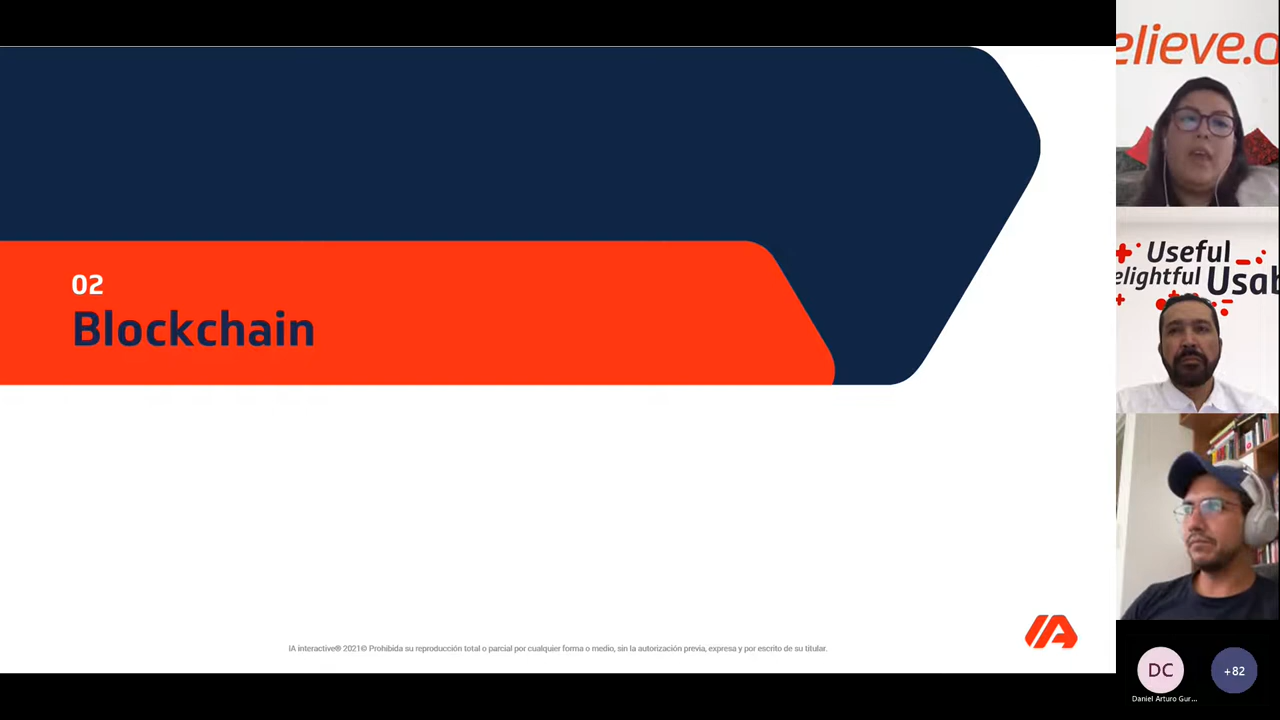 02
Blockchain
IA interactive® 2021© Prohibida su reproducción total o parcial por cualquier forma o medio, sin la autorización previa, expresa y por escrito de su titular.
IA
elieve.
Useful
elightful Usab
DC
+82
Daniel Arturo Gur...